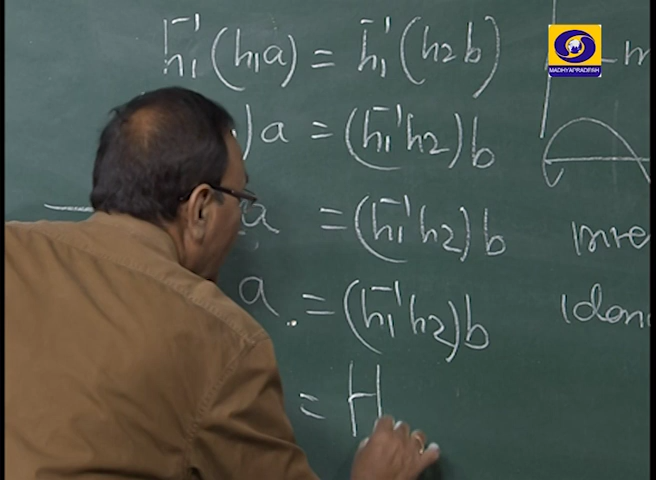 h₁⁻¹(h₁a) = h₁⁻¹(h₂b)
)a = (h₁⁻¹h₂)b
a = (h₁⁻¹h₂)b
a = (h₁⁻¹h₂)b
= H
MADHYAPRADESH